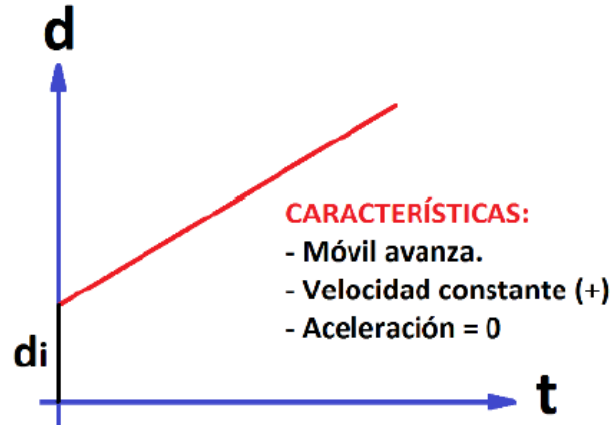 d
CARACTERÍSTICAS:
- Móvil avanza.
- Velocidad constante (+)
- Aceleración = 0
di
t